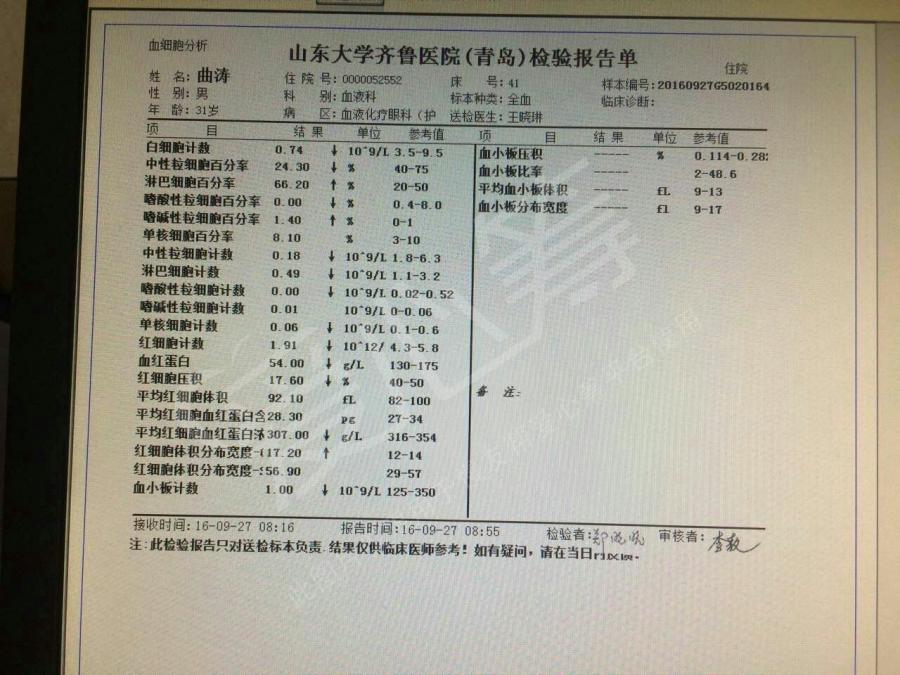 血细胞分析
山东大学齐鲁医院(青岛)检验报告单
住院
姓 名: 曲涛 住 院 号: 0000052552 床 号: 41 样本编号: 20160927G5020164
性 别: 男 科 别: 血液科 标本种类: 全血 临床诊断:
年 龄: 31岁 病 区: 血液化疗眼科 (护 送检医生: 王晓琳
项 目 结 果 单位 参考值 项 目 结 果 单位 参考值
白细胞计数 0.74 ↓ 10^9/L 3.5-9.5 血小板压积 ----- % 0.114-0.28
中性粒细胞百分率 24.30 ↓ % 40-75 血小板比率 ----- 2-48.6
淋巴细胞百分率 66.20 ↑ % 20-50 平均血小板体积 ----- fL 9-13
嗜酸性粒细胞百分率 0.00 ↓ % 0.4-8.0 血小板分布宽度 ----- fl 9-17
嗜碱性粒细胞百分率 1.40 ↑ % 0-1
单核细胞百分率 8.10 % 3-10
中性粒细胞计数 0.18 ↓ 10^9/L 1.8-6.3
淋巴细胞计数 0.49 ↓ 10^9/L 1.1-3.2
嗜酸性粒细胞计数 0.00 ↓ 10^9/L 0.02-0.52
嗜碱性粒细胞计数 0.01 10^9/L 0-0.06
单核细胞计数 0.06 ↓ 10^9/L 0.1-0.6
红细胞计数 1.91 ↓ 10^12/ 4.3-5.8
血红蛋白 54.00 ↓ g/L 130-175
红细胞压积 17.60 ↓ % 40-50
平均红细胞体积 92.10 fL 82-100 备 注:
平均红细胞血红蛋白含 28.30 pg 27-34
平均红细胞血红蛋白浓 307.00 ↓ g/L 316-354
红细胞体积分布宽度-( 17.20 ↑ 12-14
红细胞体积分布宽度- 56.90 29-57
血小板计数 1.00 ↓ 10^9/L 125-350
接收时间: 16-09-27 08:16 报告时间: 16-09-27 08:55 检验者: 审核者:
注: 此检验报告只对送检标本负责. 结果仅供临床医师参考! 如有疑问, 请在当日